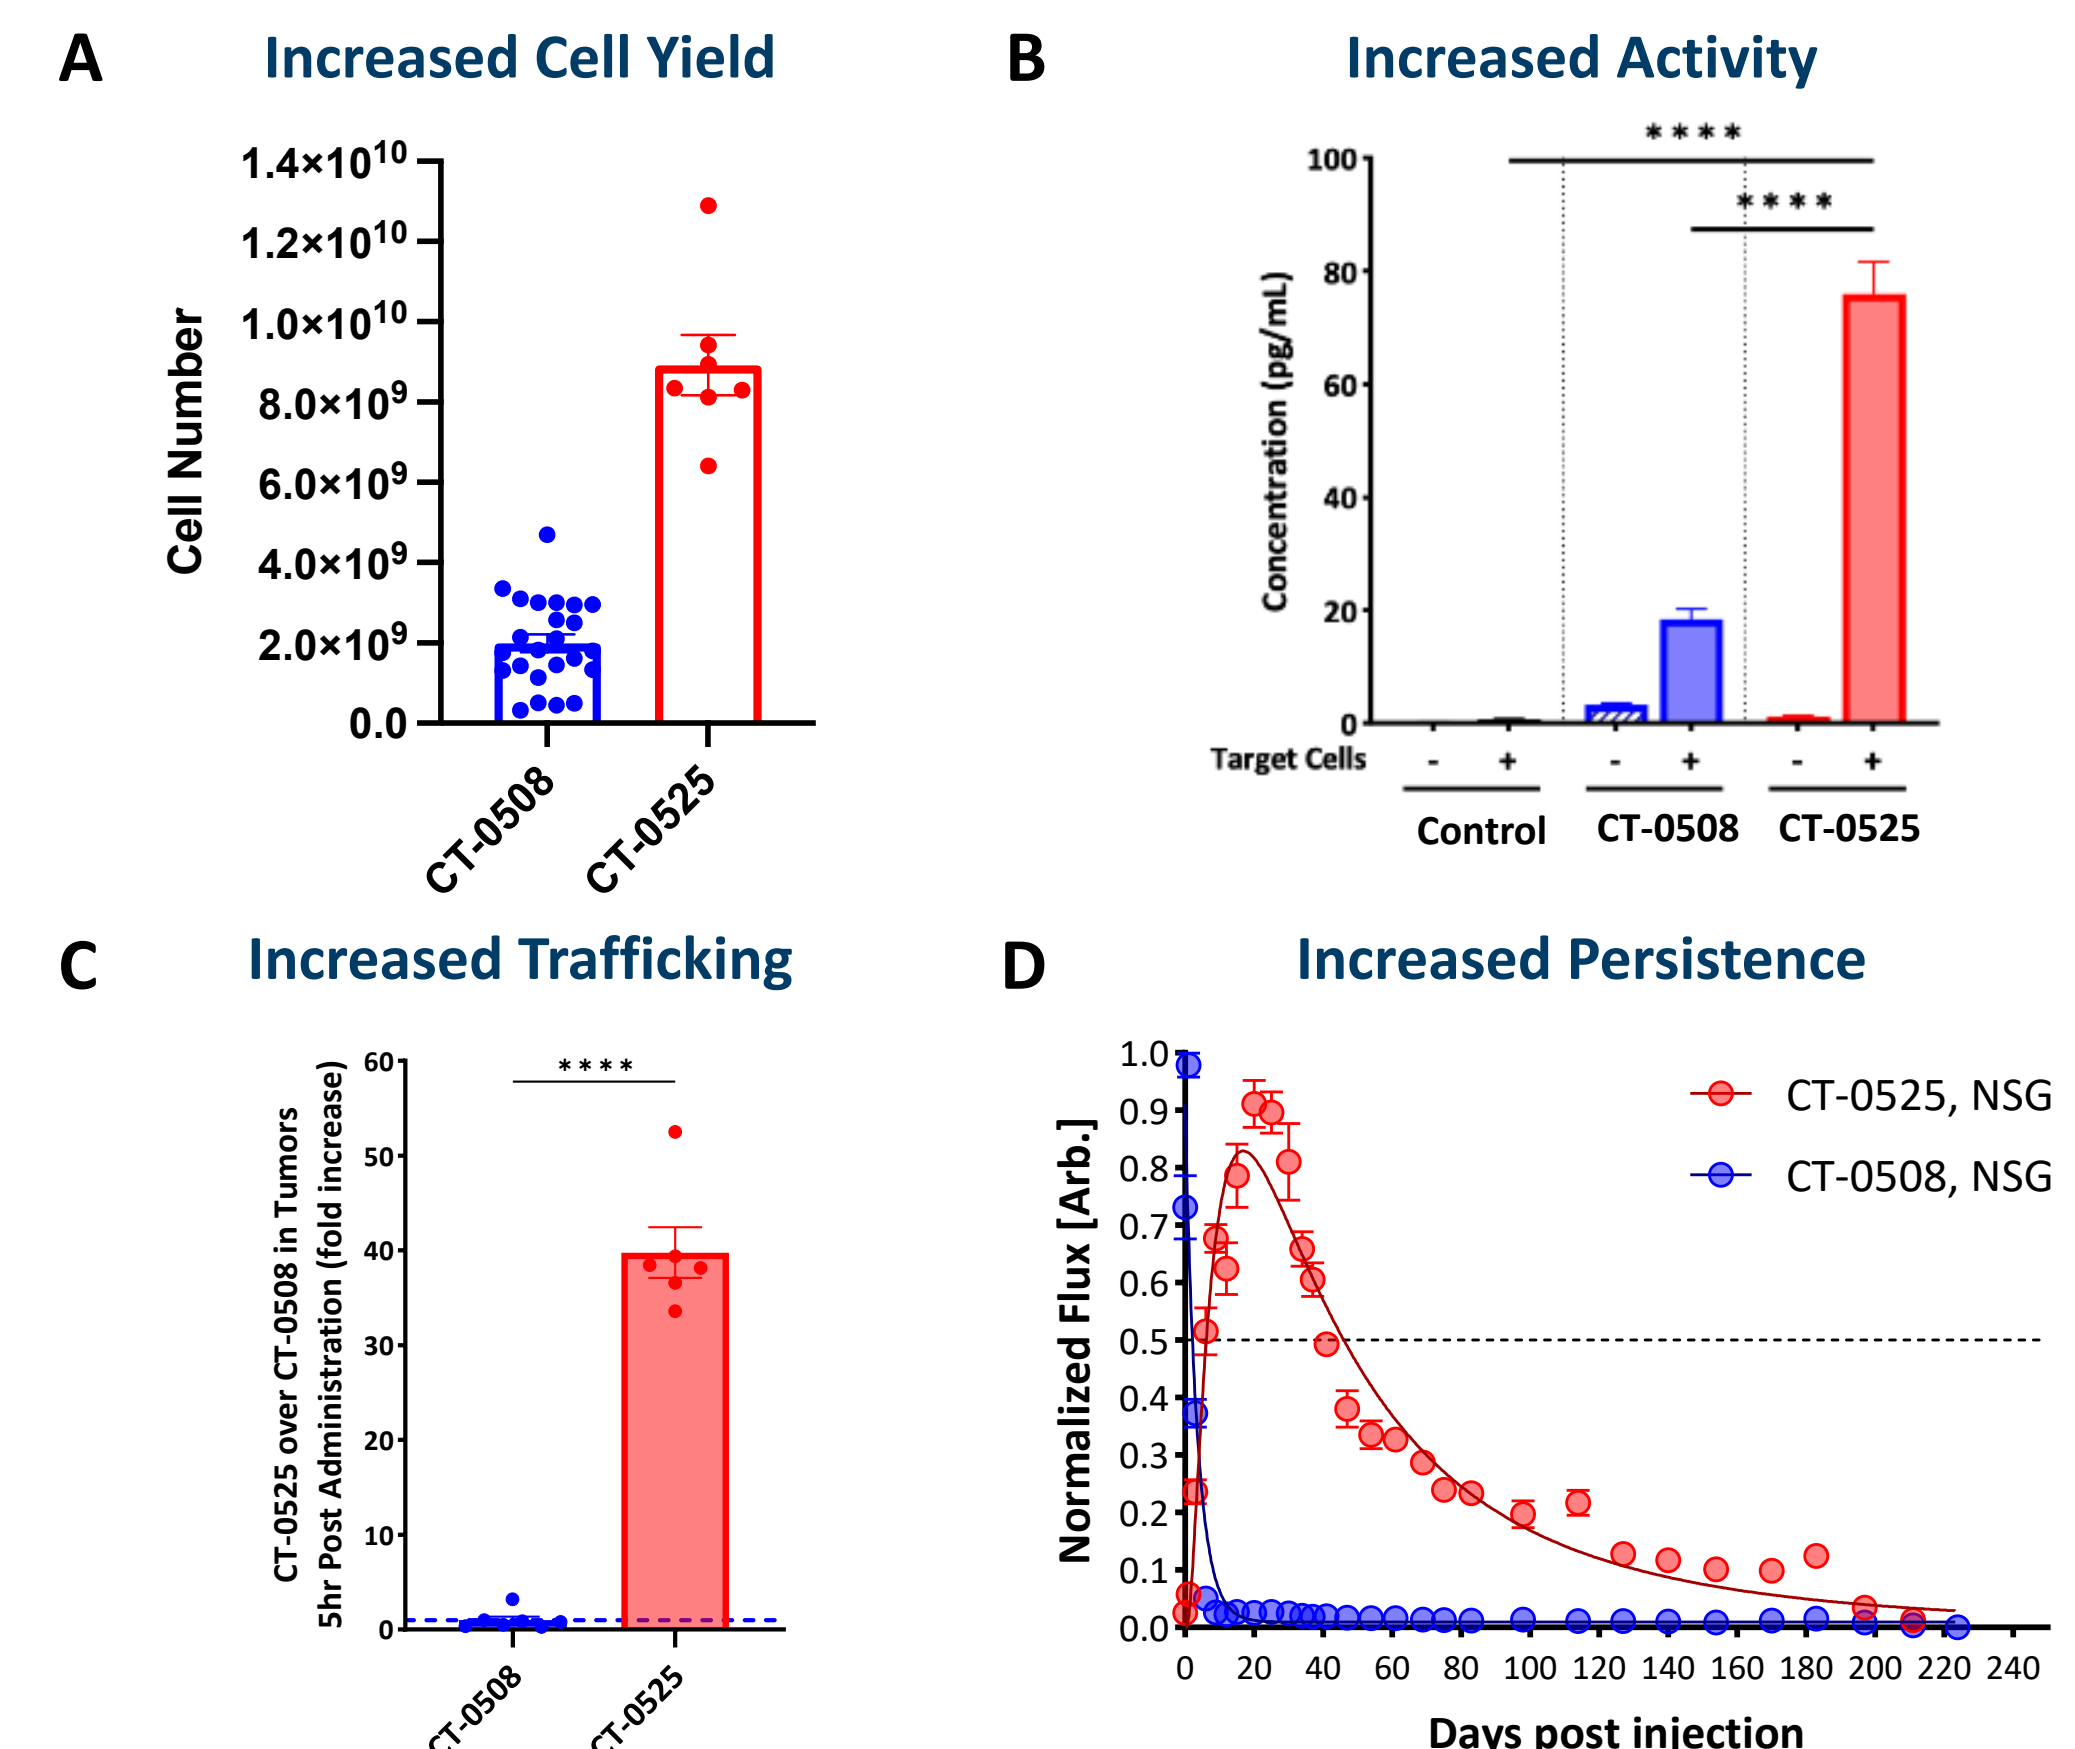 A
Increased Cell Yield
Cell Number
1.4×10¹⁰
1.2×10¹⁰
1.0×10¹⁰
8.0×10⁹
6.0×10⁹
4.0×10⁹
2.0×10⁹
0.0
CT-0508
CT-0525
B
Increased Activity
Concentration (pg/mL)
100
80
60
40
20
0
****
****
Target Cells - + - + - +
Control CT-0508 CT-0525
C
Increased Trafficking
CT-0525 over CT-0508 in Tumors
5hr Post Administration (fold increase)
60
50
40
30
20
10
0
****
CT-0508
CT-0525
D
Increased Persistence
Normalized Flux [Arb.]
1.0
0.9
0.8
0.7
0.6
0.5
0.4
0.3
0.2
0.1
0.0
CT-0525, NSG
CT-0508, NSG
0 20 40 60 80 100 120 140 160 180 200 220 240
Days post injection